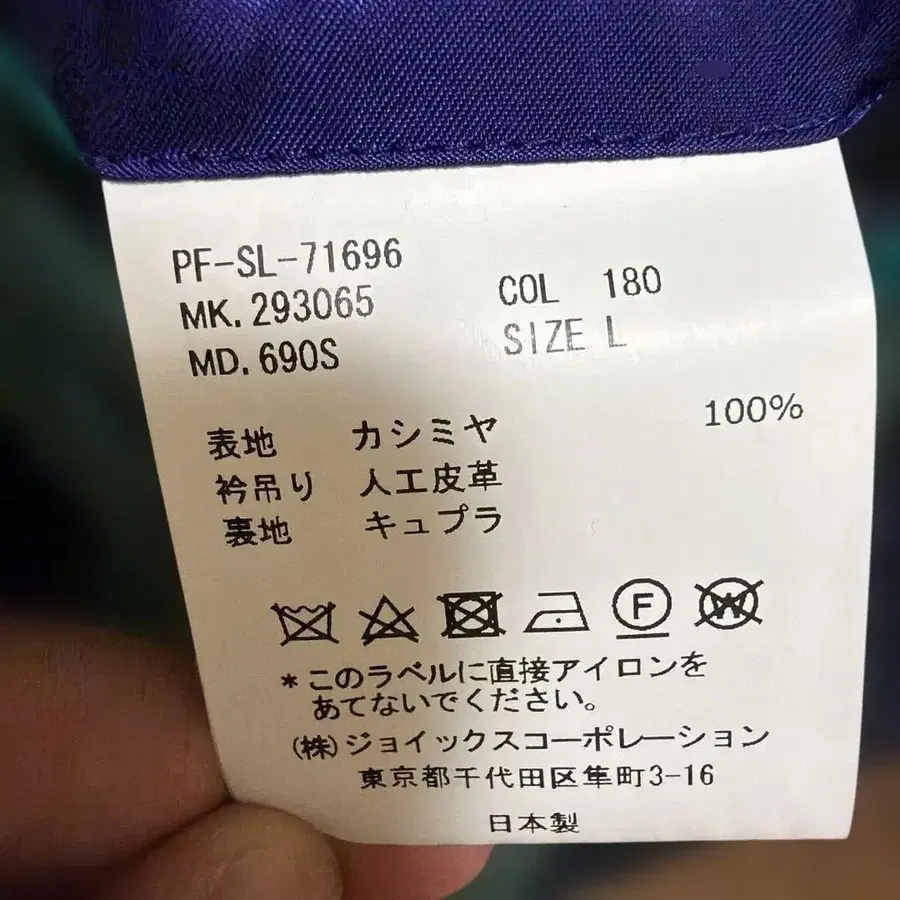 PF-SL-71696
MK.293065 COL 180
MD.690S SIZE L
表地 カシミヤ 100%
衿吊り 人工皮革
裏地 キュプラ
F W
*このラベルに直接アイロンを
あてないでください。
(株)ジョイックスコーポレーション
東京都千代田区隼町3-16
日本製